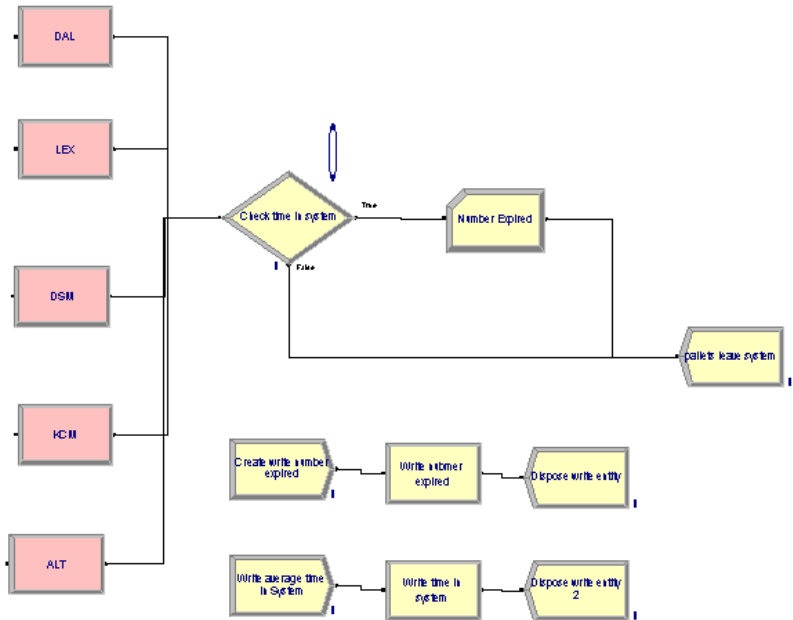 DAL
LEX
Check time in system
True
False
Number Expired
DSM
pallets leave system
KCM
Create write number
expired
Write nubmer
expired
Dispose write entity
ALT
Write average time
in System
Write time in
system
Dispose write entity
2